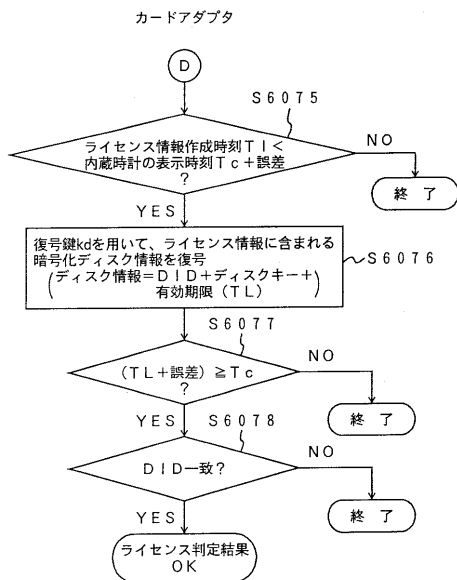 カードアダプタ
D
S6075
ライセンス情報作成時刻TI<
内蔵時計の表示時刻Tc+誤差
?
NO
終 了
YES
復号鍵kdを用いて、ライセンス情報に含まれる
暗号化ディスク情報を復号
(ディスク情報=DID+ディスクキー+
有効期限(TL))
S6076
S6077
(TL+誤差)≧Tc
?
NO
終 了
YES
S6078
DID一致?
NO
終 了
YES
ライセンス判定結果
OK